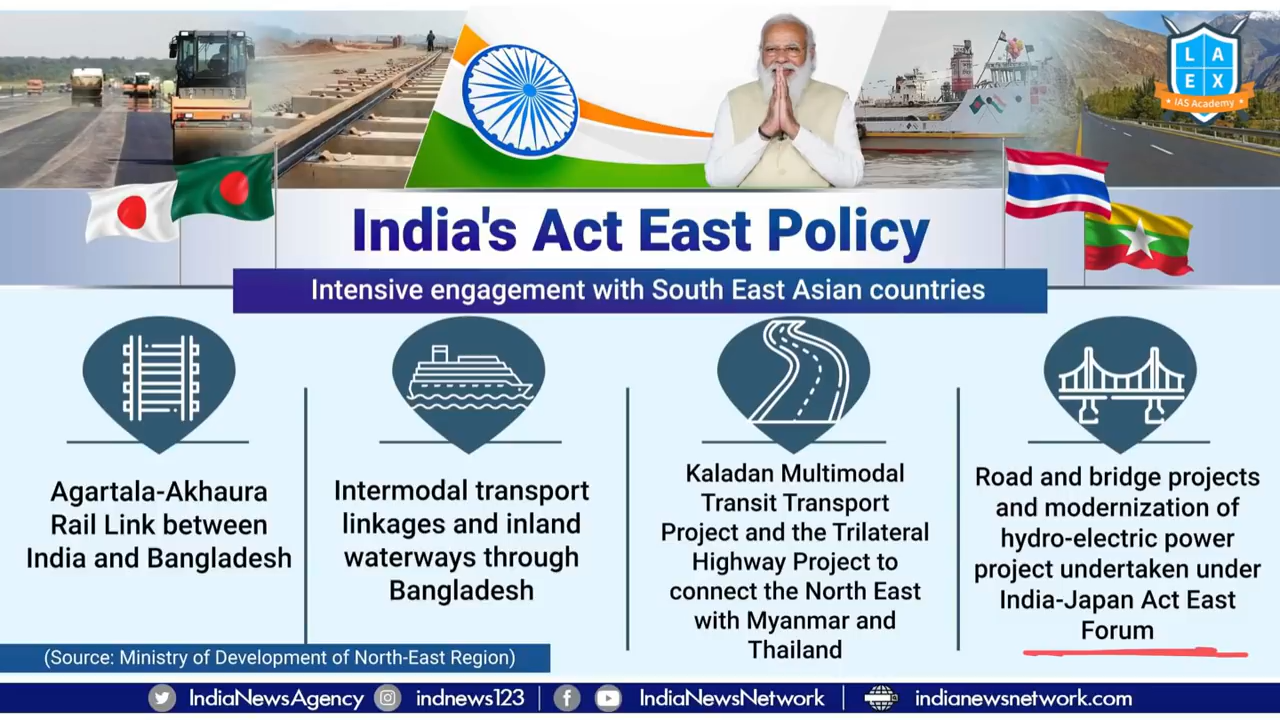 L A
E X
IAS Academy
India's Act East Policy
Intensive engagement with South East Asian countries
Agartala-Akhaura
Rail Link between
India and Bangladesh
Intermodal transport
linkages and inland
waterways through
Bangladesh
Kaladan Multimodal
Transit Transport
Project and the Trilateral
Highway Project to
connect the North East
with Myanmar and
Thailand
Road and bridge projects
and modernization of
hydro-electric power
project undertaken under
India-Japan Act East
Forum
(Source: Ministry of Development of North-East Region)
IndiaNewsAgency indnews123 IndiaNewsNetwork indianewsnetwork.com